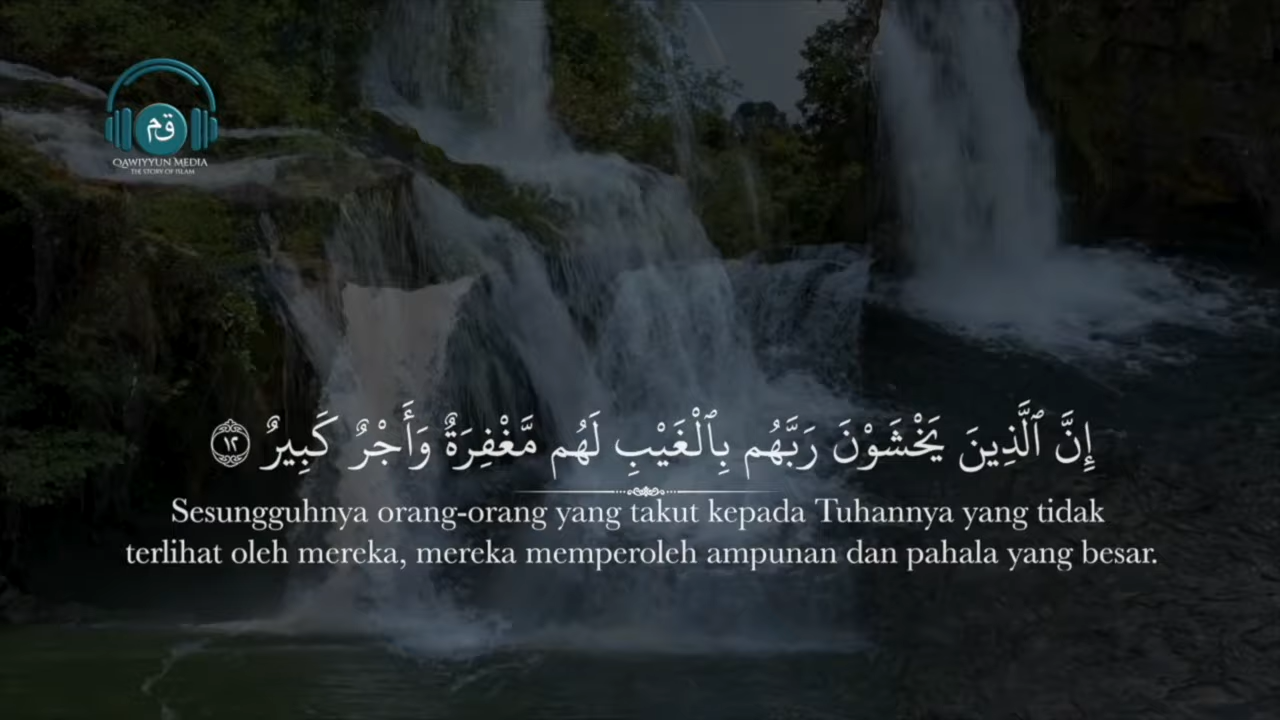 قم
QAWIYYUN MEDIA
THE STORY OF ISLAM
إِنَّ ٱلَّذِينَ يَخْشَوْنَ رَبَّهُم بِٱلْغَيْبِ لَهُم مَّغْفِرَةٌ وَأَجْرٌ كَبِيرٌ ١٢
Sesungguhnya orang-orang yang takut kepada Tuhannya yang tidak
terlihat oleh mereka, mereka memperoleh ampunan dan pahala yang besar.